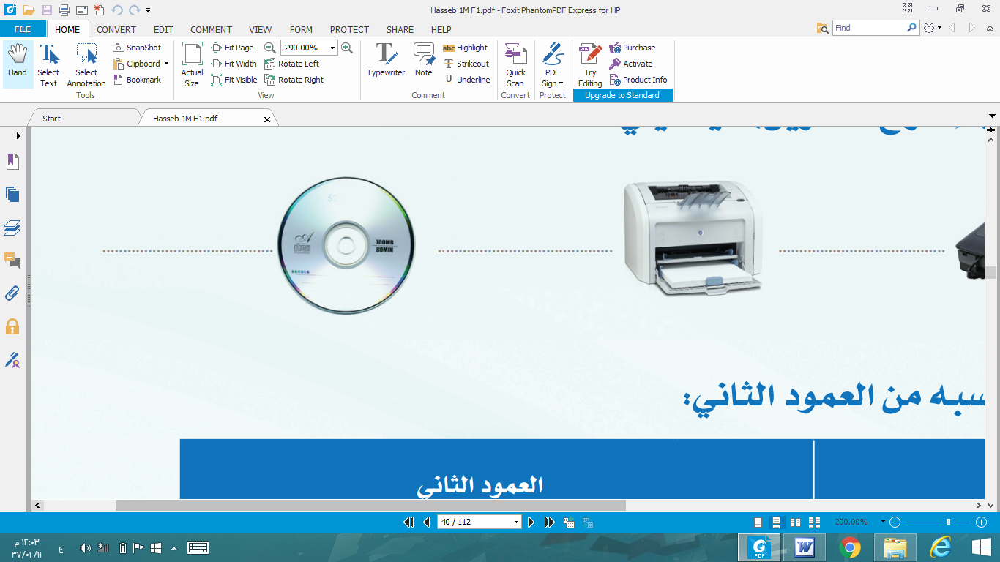 Hasseb 1M F1.pdf - Foxit PhantomPDF Express for HP
FILE HOME CONVERT EDIT COMMENT VIEW FORM PROTECT SHARE HELP Find
Hand
Select Text
Select Annotation
SnapShot
Clipboard
Bookmark
Tools
Actual Size
Fit Page
Fit Width
Fit Visible
290.00%
Rotate Left
Rotate Right
View
Typewriter
Note
abc Highlight
T Strikeout
U Underline
Comment
Quick Scan
Convert
PDF Sign
Protect
Try Editing
Purchase
Activate
Product Info
Upgrade to Standard
Start
Hasseb 1M F1.pdf
52
700MB
80MIN
من العمود الثاني:
العمود الثاني
40 / 112
290.00%
١٢:٠٣ م
٣٧/٠٢/١١
ع
PDF